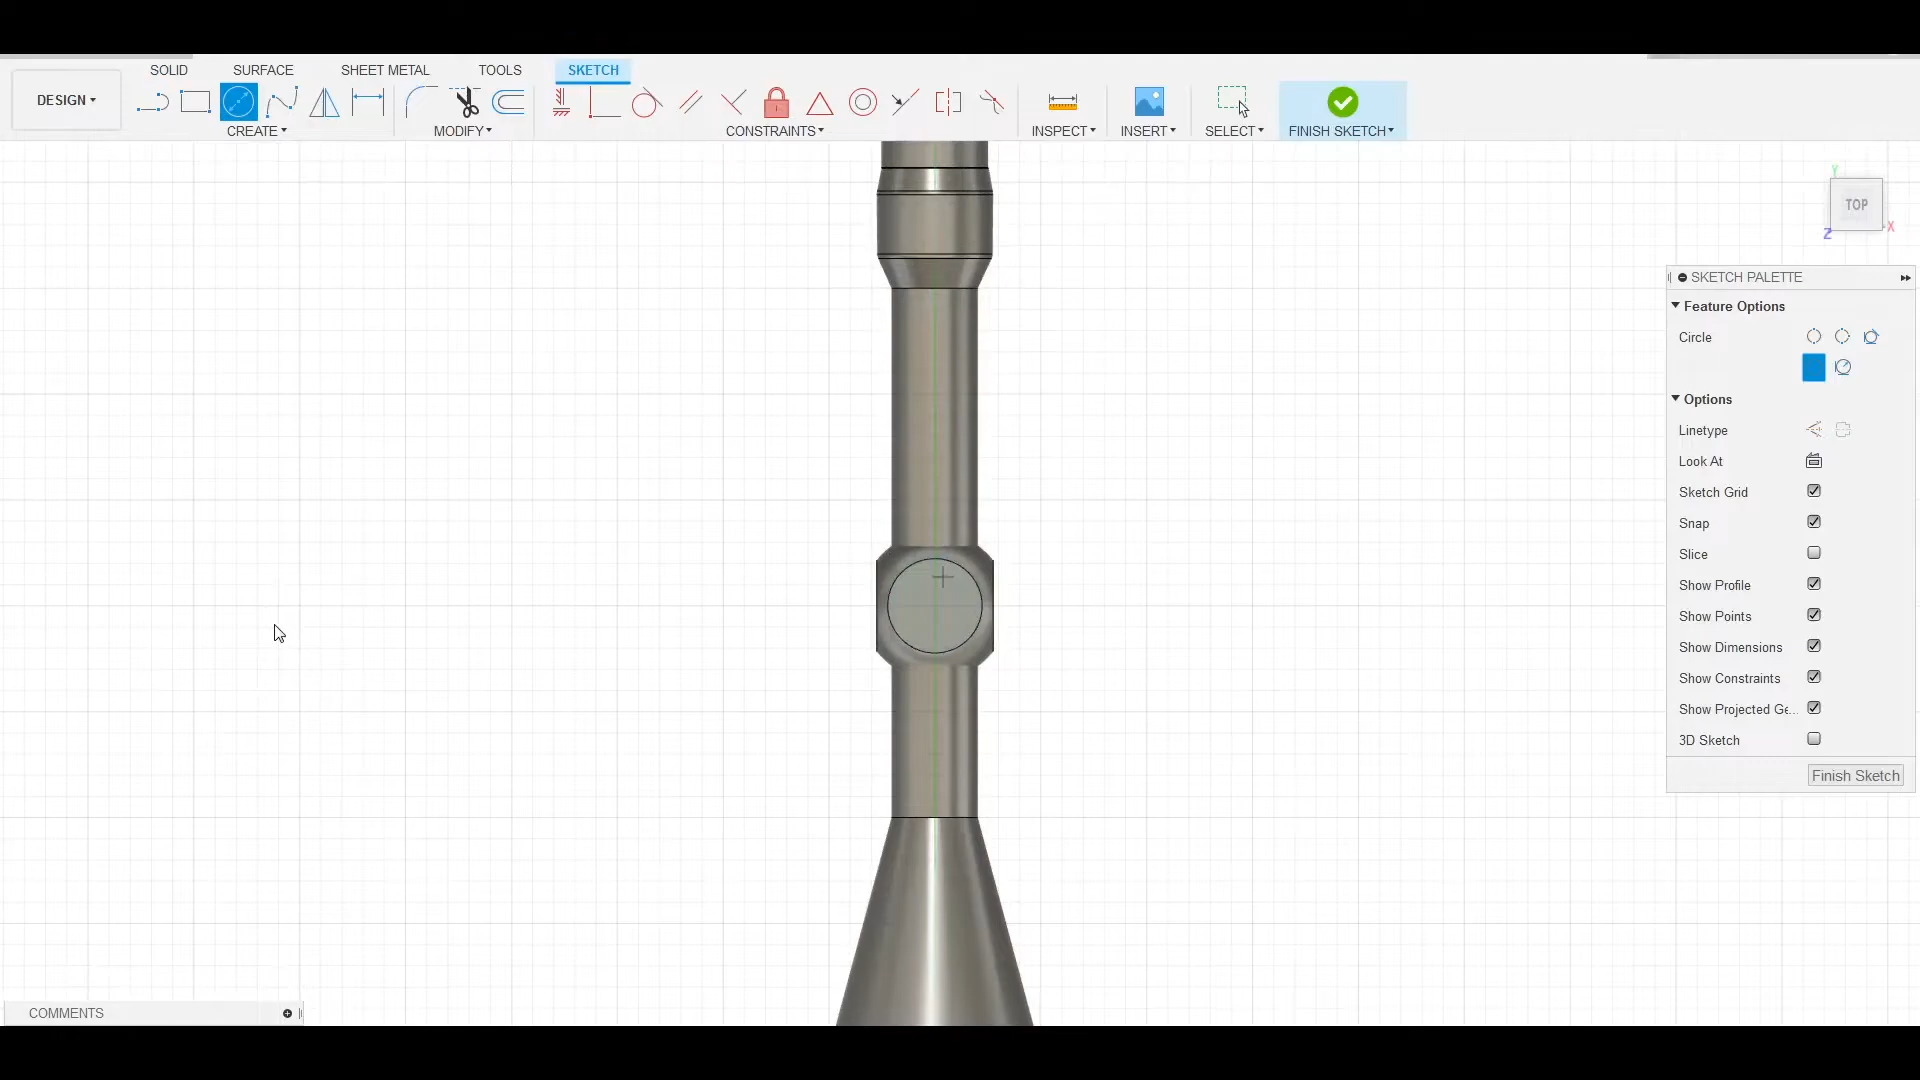 SOLID SURFACE SHEET METAL TOOLS SKETCH
DESIGN
CREATE MODIFY CONSTRAINTS INSPECT INSERT SELECT FINISH SKETCH
Y
TOP
X
Z
SKETCH PALETTE
Feature Options
Circle
Options
Linetype
Look At
Sketch Grid
Snap
Slice
Show Profile
Show Points
Show Dimensions
Show Constraints
Show Projected Ge...
3D Sketch
Finish Sketch
COMMENTS